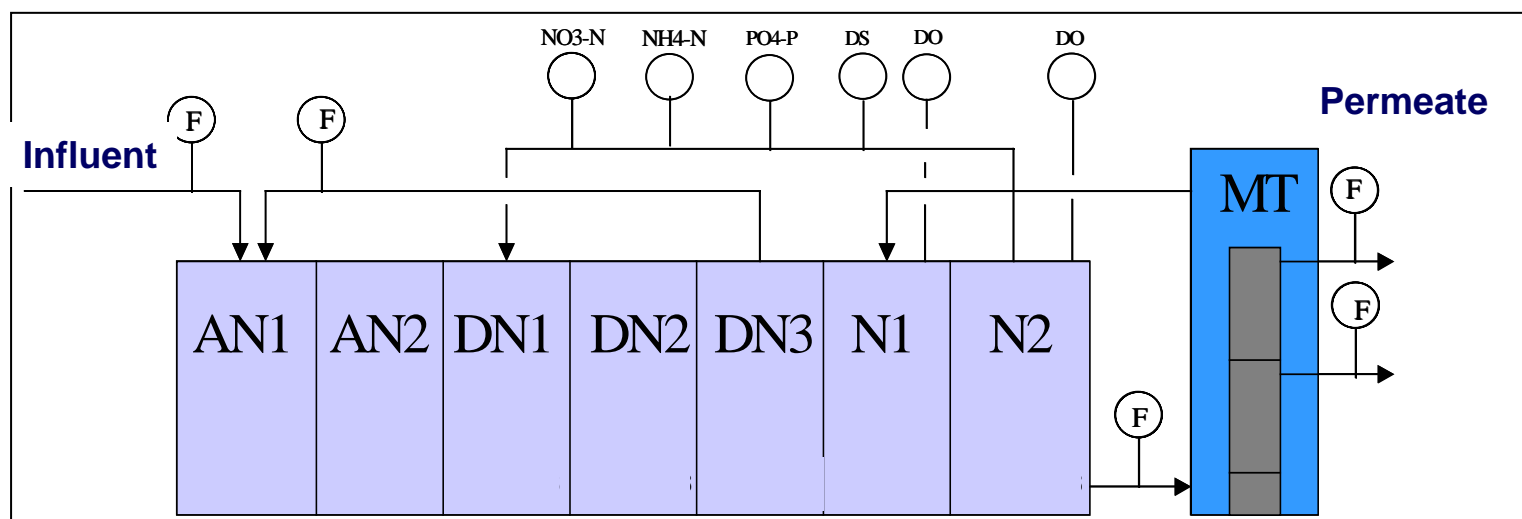 NO3-N NH4-N PO4-P DS DO DO
F F
Influent
Permeate
MT
F
F
AN1 AN2 DN1 DN2 DN3 N1 N2
F